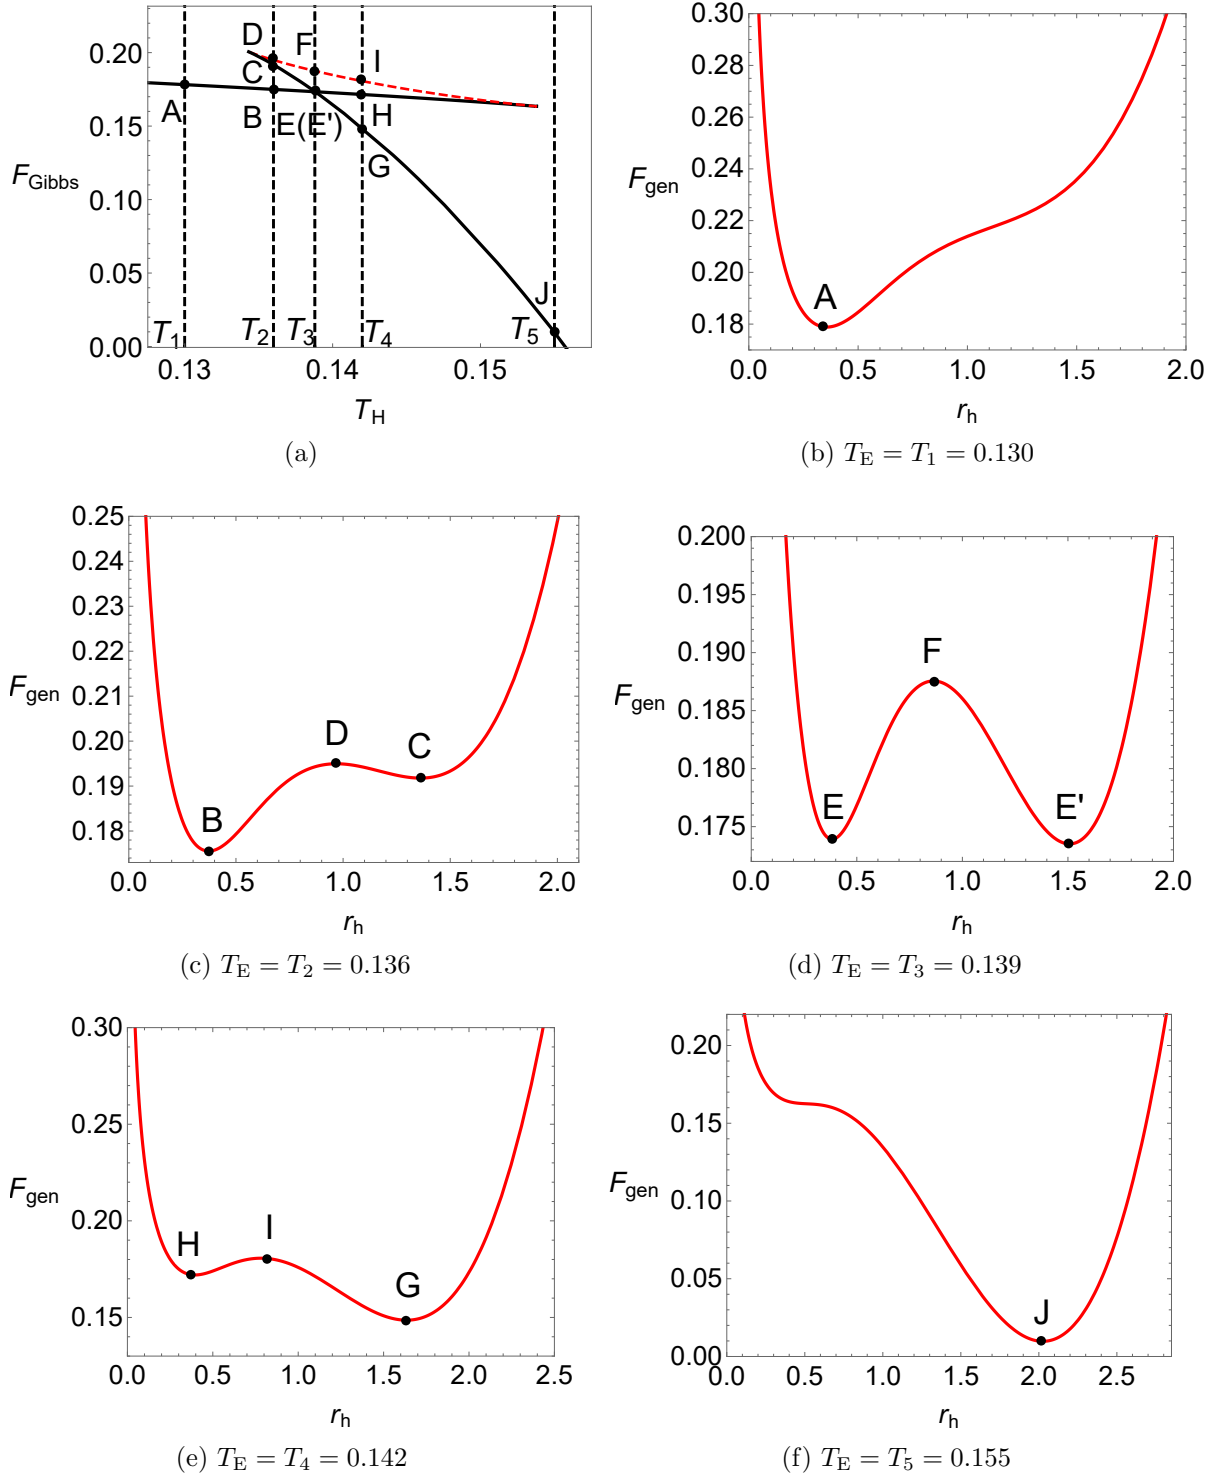 0.20
0.15
0.10
0.05
0.00
F_Gibbs
D
F
I
C
A
B
E(E')
H
G
J
T_1
T_2
T_3
T_4
T_5
0.13
0.14
0.15
T_H
(a)
0.30
0.28
0.26
0.24
0.22
0.20
0.18
F_gen
A
0.0
0.5
1.0
1.5
2.0
r_h
(b) T_E = T_1 = 0.130
0.25
0.24
0.23
0.22
0.21
0.20
0.19
0.18
F_gen
B
D
C
0.0
0.5
1.0
1.5
2.0
r_h
(c) T_E = T_2 = 0.136
0.200
0.195
0.190
0.185
0.180
0.175
F_gen
E
F
E'
0.0
0.5
1.0
1.5
2.0
r_h
(d) T_E = T_3 = 0.139
0.30
0.25
0.20
0.15
F_gen
H
I
G
0.0
0.5
1.0
1.5
2.0
2.5
r_h
(e) T_E = T_4 = 0.142
0.20
0.15
0.10
0.05
0.00
F_gen
J
0.0
0.5
1.0
1.5
2.0
2.5
r_h
(f) T_E = T_5 = 0.155